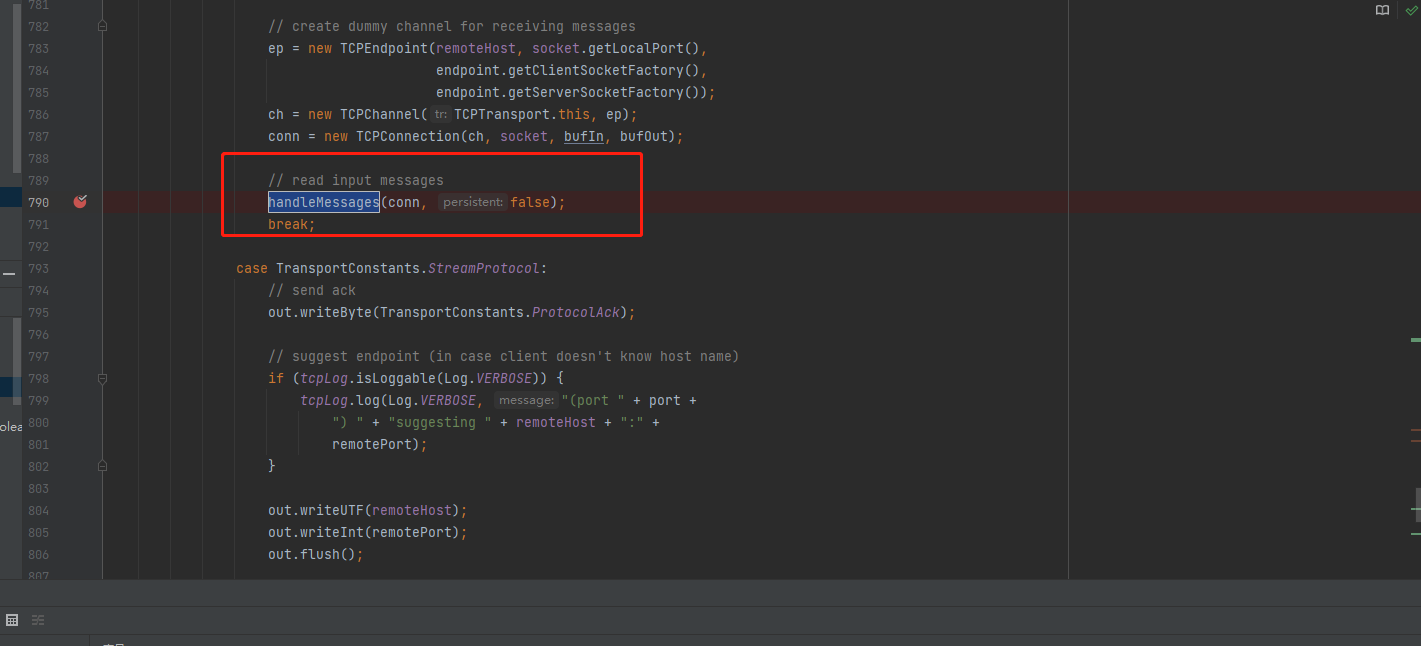 781
782 // create dummy channel for receiving messages
783 ep = new TCPEndpoint(remoteHost, socket.getLocalPort(),
784 endpoint.getClientSocketFactory(),
785 endpoint.getServerSocketFactory());
786 ch = new TCPChannel( tr: TCPTransport.this, ep);
787 conn = new TCPConnection(ch, socket, bufIn, bufOut);
788
789 // read input messages
790 handleMessages(conn, persistent: false);
791 break;
792
793 case TransportConstants.StreamProtocol:
794 // send ack
795 out.writeByte(TransportConstants.ProtocolAck);
796
797 // suggest endpoint (in case client doesn't know host name)
798 if (tcpLog.isLoggable(Log.VERBOSE)) {
799 tcpLog.log(Log.VERBOSE, message: "(port " + port +
800 ") " + "suggesting " + remoteHost + ":" +
801 remotePort);
802 }
803
804 out.writeUTF(remoteHost);
805 out.writeInt(remotePort);
806 out.flush();
807
olea